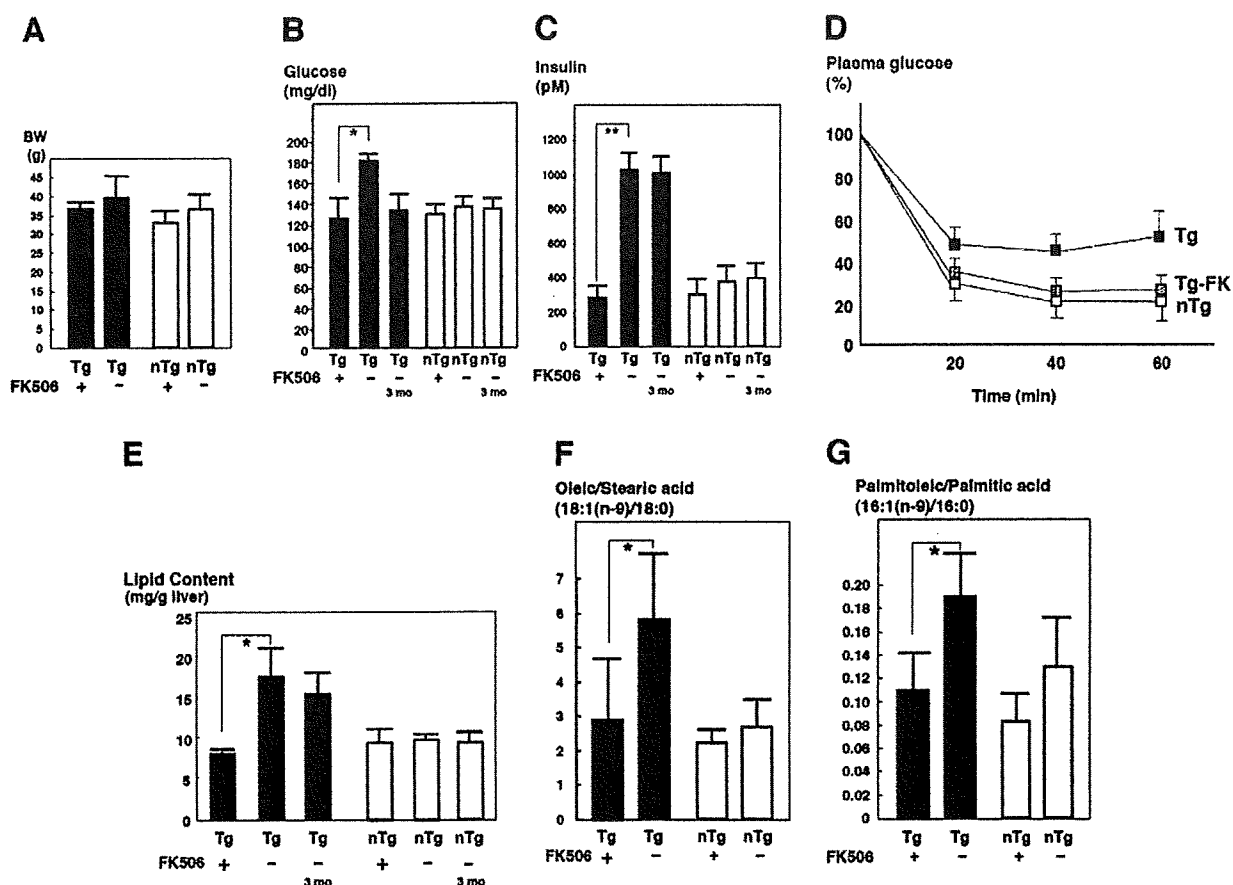 A
BW
(g)
45
40
35
30
25
20
15
10
5
0
Tg Tg nTg nTg
FK506 + − + −
B
Glucose
(mg/dl)
*
200
180
160
140
120
100
80
60
40
20
0
Tg Tg Tg nTg nTg nTg
FK506 + − − + − −
3 mo 3 mo
C
Insulin
(pM)
**
1200
1000
800
600
400
200
0
Tg Tg Tg nTg nTg nTg
FK506 + − − + − −
3 mo 3 mo
D
Plasma glucose
(%)
100
80
60
40
20
0
Tg
Tg-FK
nTg
20 40 60
Time (min)
E
Lipid Content
(mg/g liver)
*
25
20
15
10
5
0
Tg Tg Tg nTg nTg nTg
FK506 + − − + − −
3 mo 3 mo
F
Oleic/Stearic acid
(18:1(n-9)/18:0)
*
7
6
5
4
3
2
1
0
Tg Tg nTg nTg
FK506 + − + −
G
Palmitoleic/Palmitic acid
(16:1(n-9)/16:0)
*
0.20
0.18
0.16
0.14
0.12
0.10
0.08
0.06
0.04
0.02
0
Tg Tg nTg nTg
FK506 + − + −